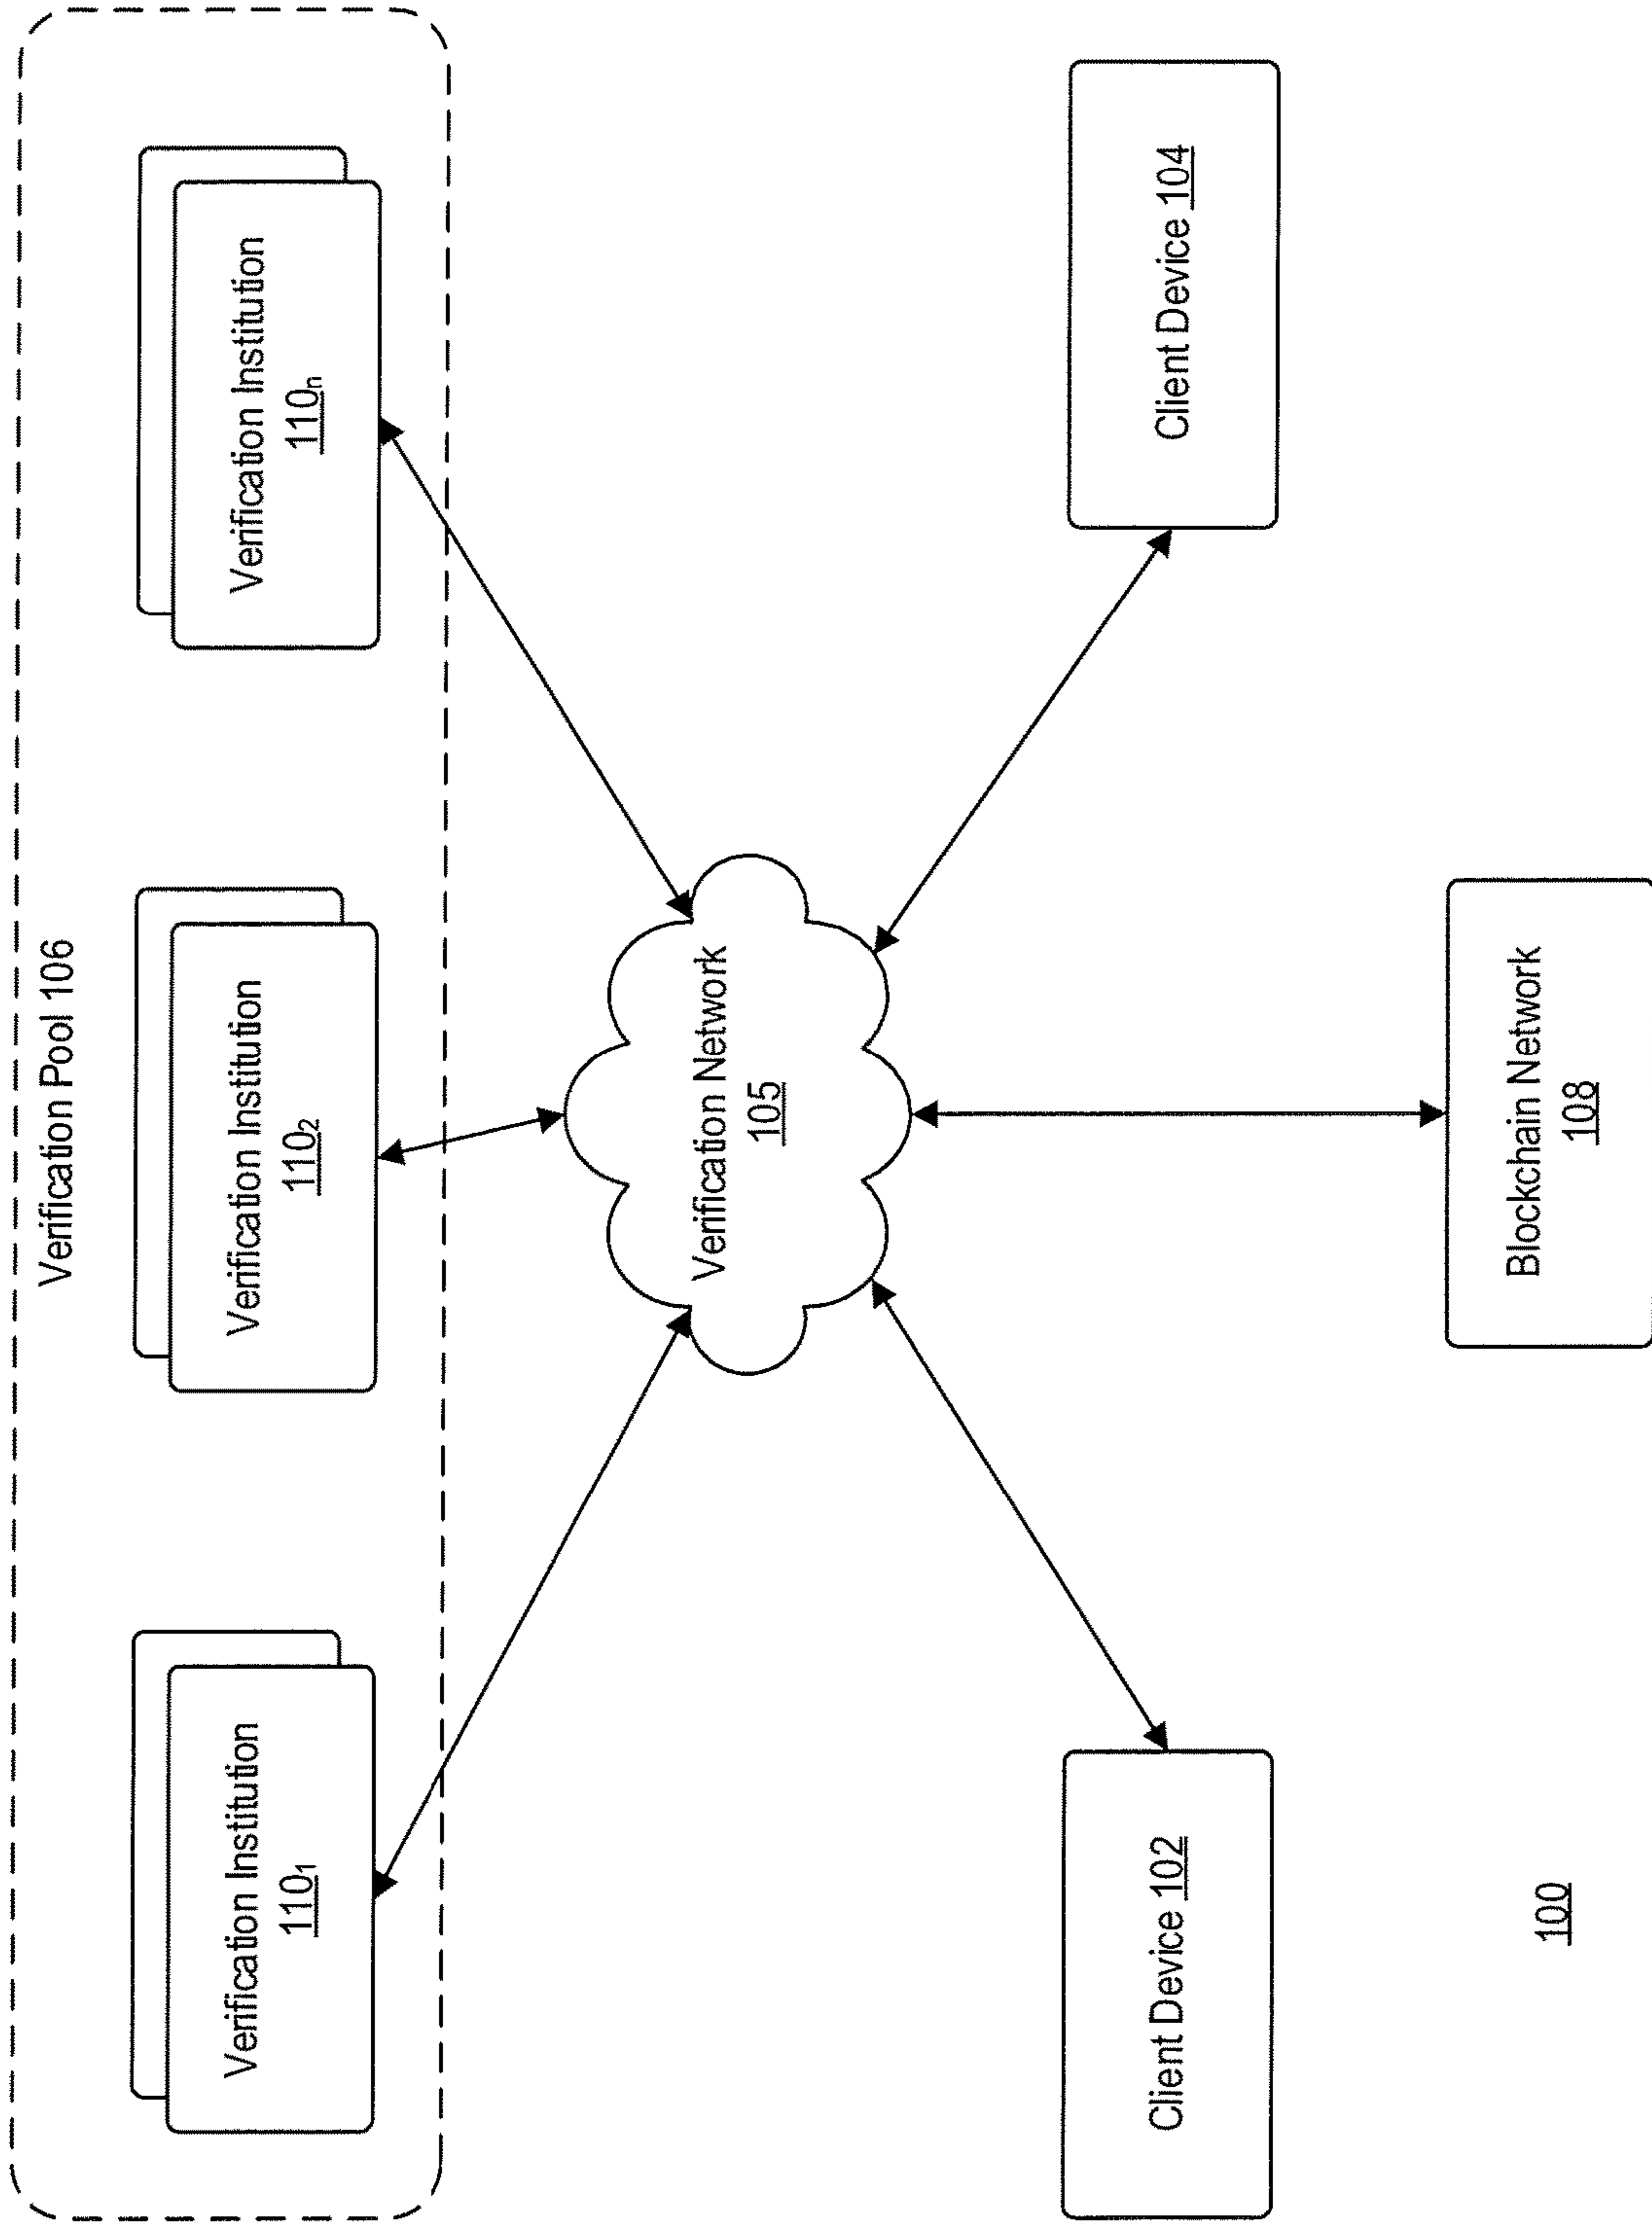 Verification Pool 106
Verification Institution
110₁
Verification Institution
110₂
Verification Institution
110ₙ
Verification Network
105
Client Device 102
Client Device 104
Blockchain Network
108
100